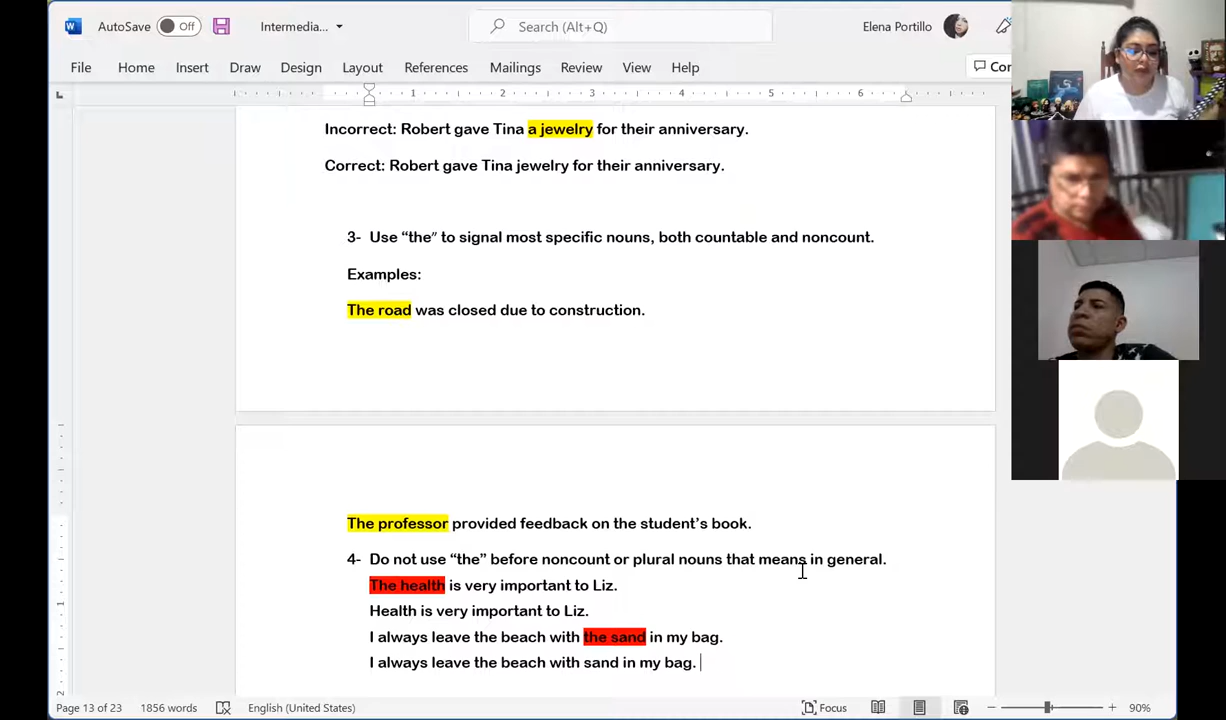 AutoSave Off Intermedia... Search (Alt+Q) Elena Portillo
File Home Insert Draw Design Layout References Mailings Review View Help
1 2 3 4 5 6
Incorrect: Robert gave Tina a jewelry for their anniversary.
Correct: Robert gave Tina jewelry for their anniversary.
3- Use “the” to signal most specific nouns, both countable and noncount.
Examples:
The road was closed due to construction.
The professor provided feedback on the student’s book.
4- Do not use “the” before noncount or plural nouns that means in general.
The health is very important to Liz.
Health is very important to Liz.
I always leave the beach with the sand in my bag.
I always leave the beach with sand in my bag.
Page 13 of 23 1856 words English (United States) Focus 90%